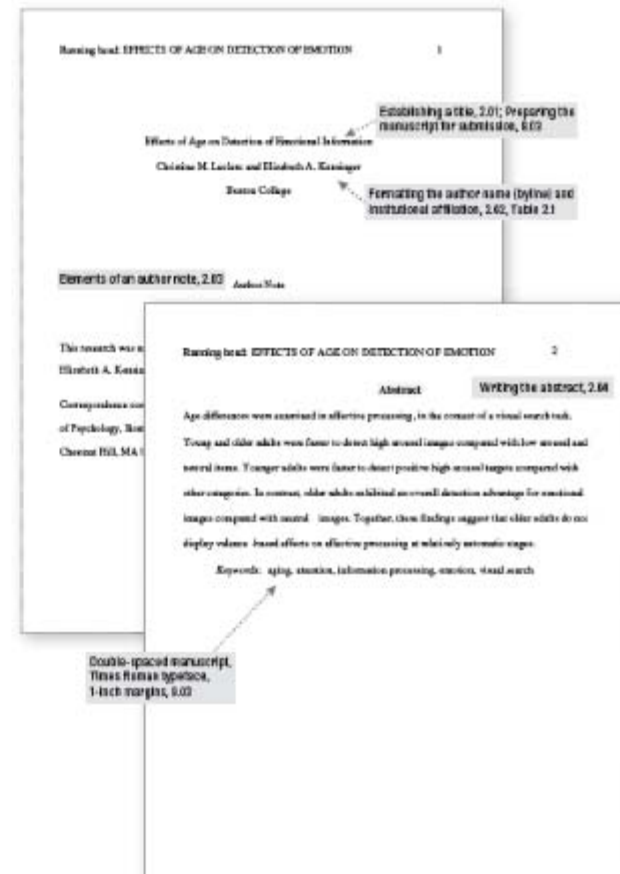 Running head: EFFECTS OF AGE ON DETECTION OF EMOTION 1
Establishing a title, 2.01; Preparing the
manuscript for submission, 8.03
Effects of Age on Detection of Emotional Information
Christina M. Leclerc and Elizabeth A. Kensinger
Boston College
Formatting the author name (byline) and
institutional affiliation, 2.02, Table 2.1
Elements of an author note, 2.03
Author Note
This research was
Elizabeth A. Kensin
Correspondence
of Psychology, Bos
Chestnut Hill, MA
Running head: EFFECTS OF AGE ON DETECTION OF EMOTION 2
Abstract
Writing the abstract, 2.04
Age differences were examined in affective processing, in the context of a visual search task.
Young and older adults were faster to detect high arousal images compared with low arousal and
neutral items. Younger adults were faster to detect positive high arousal targets compared with
other categories. In contrast, older adults exhibited an overall detection advantage for emotional
images compared with neutral images. Together, these findings suggest that older adults do not
display valence-based effects on affective processing at relatively automatic stages.
Keywords: aging, attention, information processing, emotion, visual search
Double-spaced manuscript,
Times Roman typeface,
1-inch margins, 8.03